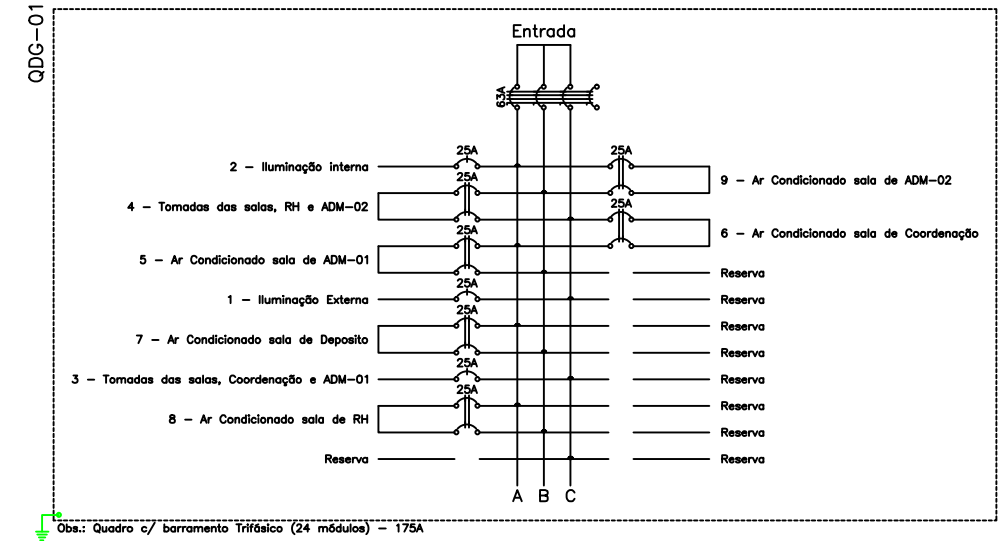 QDG-01
Entrada
63A
25A 25A
2 - Iluminação interna
25A
9 - Ar Condicionado sala de ADM-02
4 - Tomadas das salas, RH e ADM-02
25A
25A
6 - Ar Condicionado sala de Coordenação
5 - Ar Condicionado sala de ADM-01
Reserva
25A
1 - Iluminação Externa
Reserva
25A
Reserva
7 - Ar Condicionado sala de Deposito
Reserva
25A
3 - Tomadas das salas, Coordenação e ADM-01
Reserva
25A
Reserva
8 - Ar Condicionado sala de RH
Reserva
Reserva
Reserva
A B C
Obs.: Quadro c/ barramento Trifásico (24 módulos) - 175A